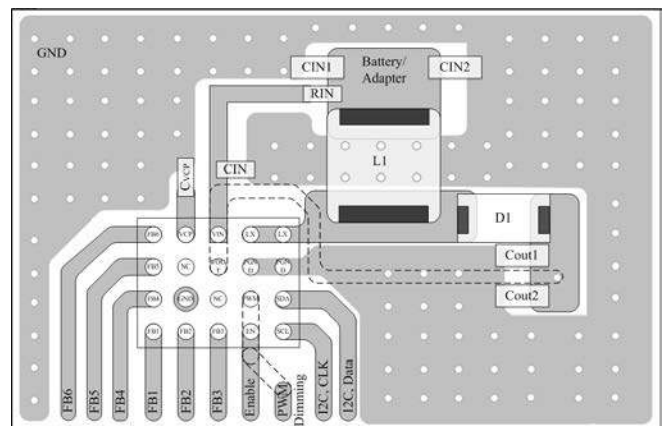 GND
CIN1
Battery/
Adapter
CIN2
RIN
CVCP
CIN
L1
D1
Cout1
Cout2
FB6
VCP
VIN
LX
LX
FB5
NC
FB4
GND
NC
PWM
SDA
FB1
FB2
FB3
EN
SCL
FB6
FB5
FB4
FB1
FB2
FB3
Enable
PWM
Dimming
I2C, CLK
I2C, Data